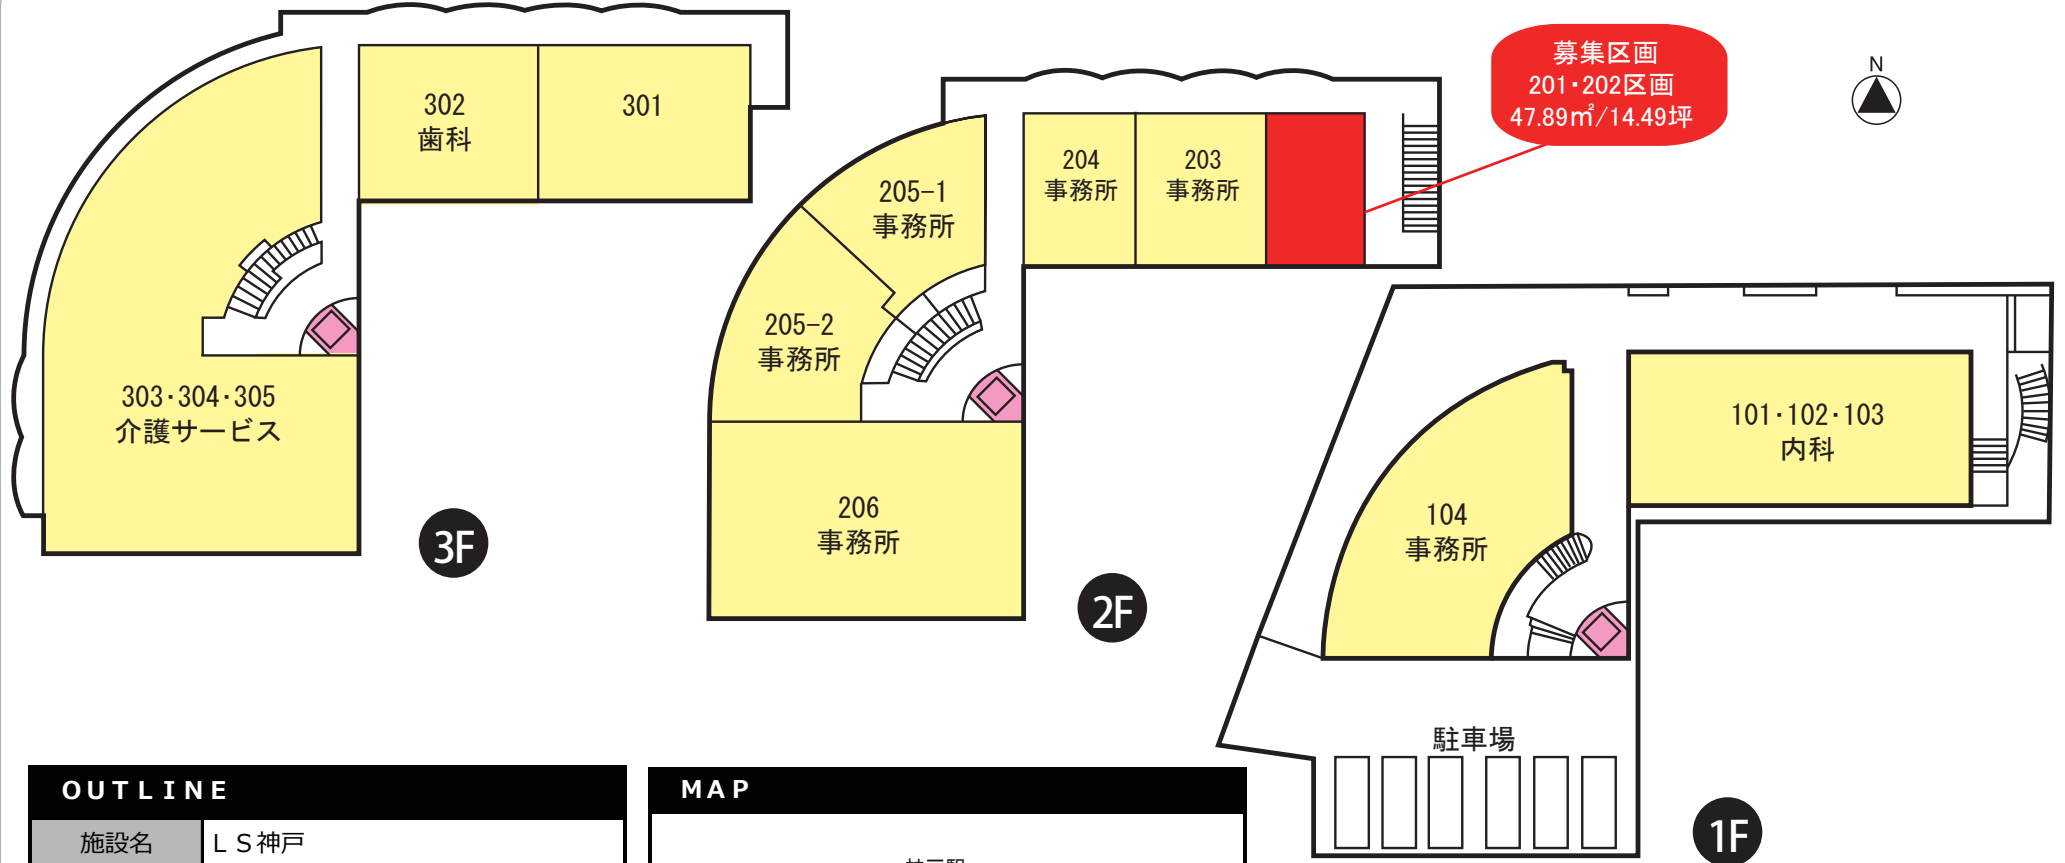 302
歯科
301
303・304・305
介護サービス
3F
募集区画
201・202区画
47.89㎡/14.49坪
N
204
事務所
203
事務所
205-1
事務所
205-2
事務所
206
事務所
2F
101・102・103
内科
104
事務所
駐車場
1F
OUTLINE
施設名 ＬＳ神戸
MAP